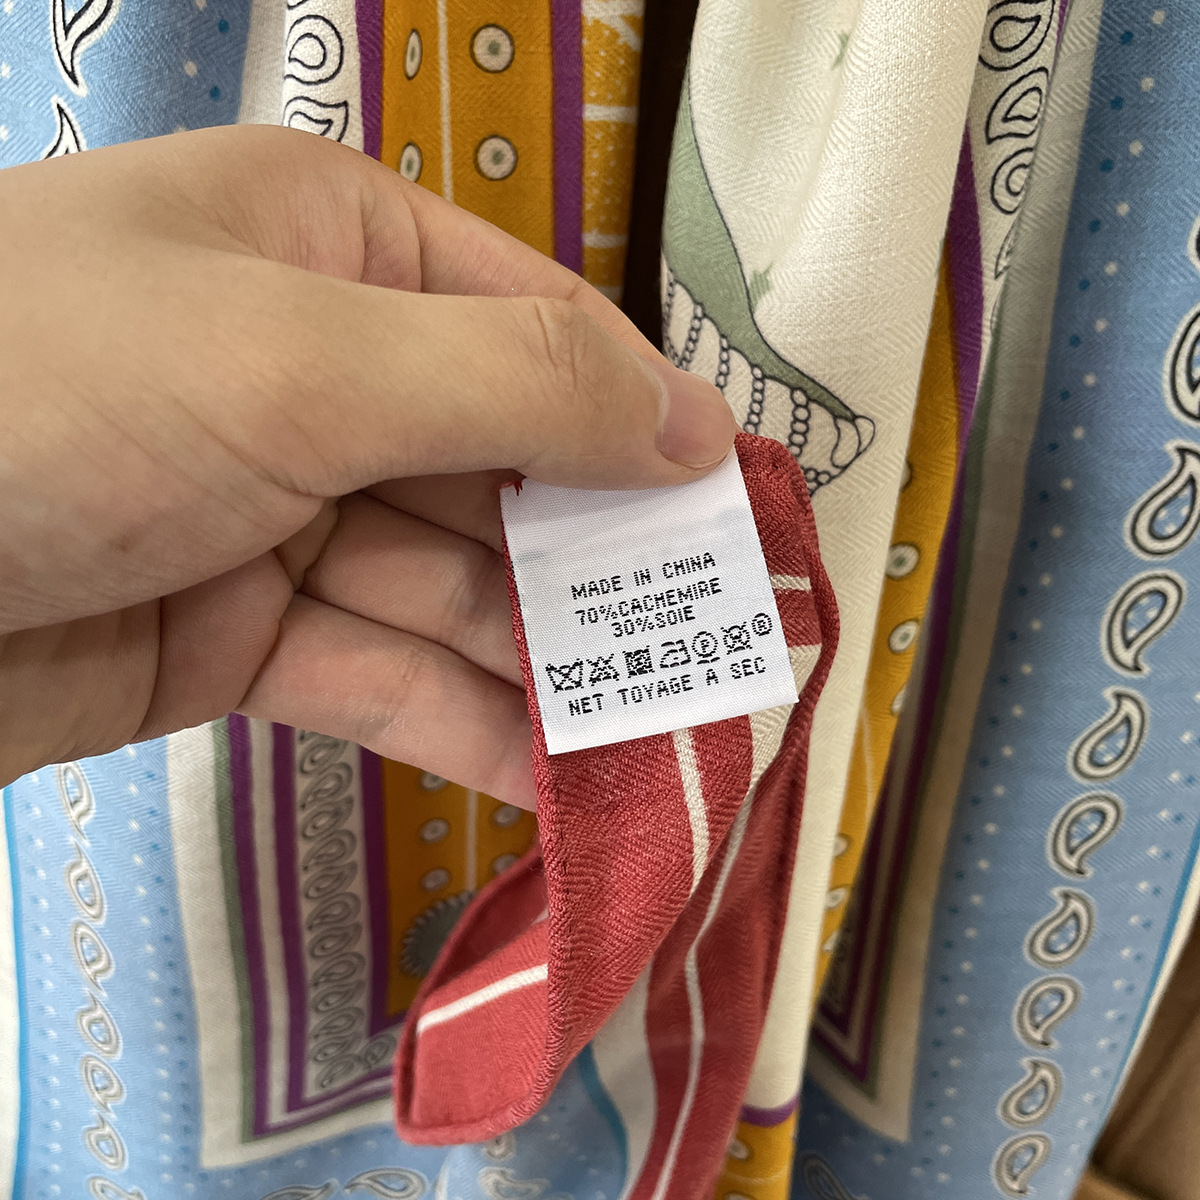 MADE IN CHINA
70%CACHEMIRE
30%SOIE
P ®
NET TOYAGE A SEC